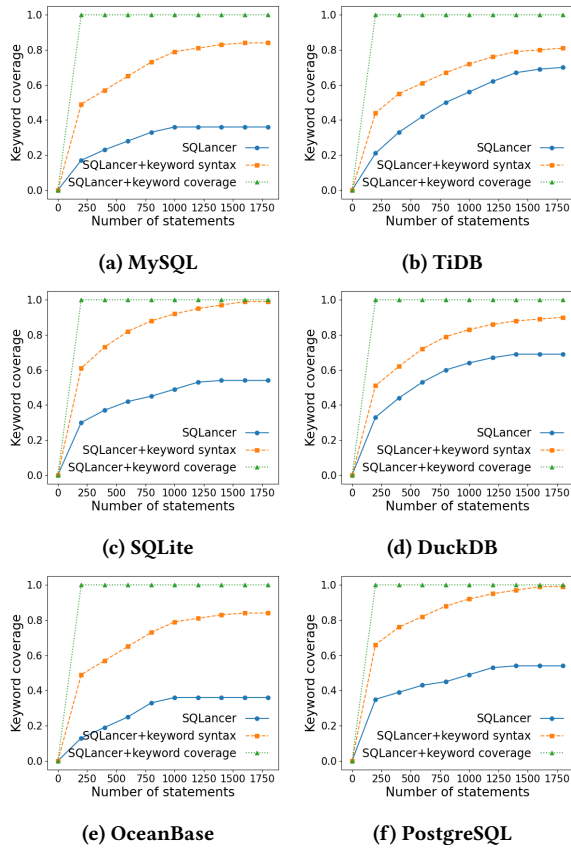 1.0
0.8
0.6
0.4
0.2
0.0
Keyword coverage
SQLancer
SQLancer+keyword syntax
SQLancer+keyword coverage
0 250 500 750 1000 1250 1500 1750
Number of statements
(a) MySQL
1.0
0.8
0.6
0.4
0.2
0.0
Keyword coverage
SQLancer
SQLancer+keyword syntax
SQLancer+keyword coverage
0 250 500 750 1000 1250 1500 1750
Number of statements
(b) TiDB
1.0
0.8
0.6
0.4
0.2
0.0
Keyword coverage
SQLancer
SQLancer+keyword syntax
SQLancer+keyword coverage
0 250 500 750 1000 1250 1500 1750
Number of statements
(c) SQLite
1.0
0.8
0.6
0.4
0.2
0.0
Keyword coverage
SQLancer
SQLancer+keyword syntax
SQLancer+keyword coverage
0 250 500 750 1000 1250 1500 1750
Number of statements
(d) DuckDB
1.0
0.8
0.6
0.4
0.2
0.0
Keyword coverage
SQLancer
SQLancer+keyword syntax
SQLancer+keyword coverage
0 250 500 750 1000 1250 1500 1750
Number of statements
(e) OceanBase
1.0
0.8
0.6
0.4
0.2
0.0
Keyword coverage
SQLancer
SQLancer+keyword syntax
SQLancer+keyword coverage
0 250 500 750 1000 1250 1500 1750
Number of statements
(f) PostgreSQL